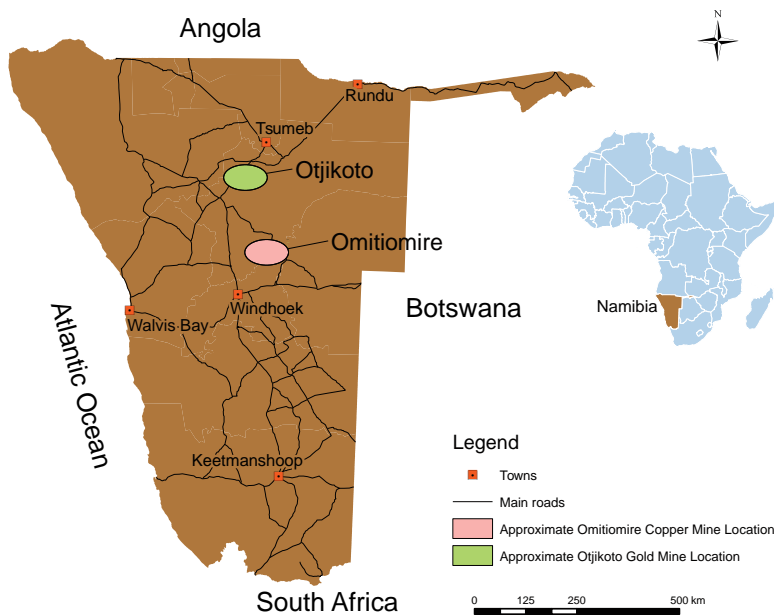 Angola
N
Rundu
Tsumeb
Otjikoto
Omitiomire
Namibia
Botswana
Windhoek
Walvis Bay
Atlantic Ocean
Keetmanshoop
South Africa
Legend
Towns
Main roads
Approximate Omitiomire Copper Mine Location
Approximate Otjikoto Gold Mine Location
0 125 250 500 km